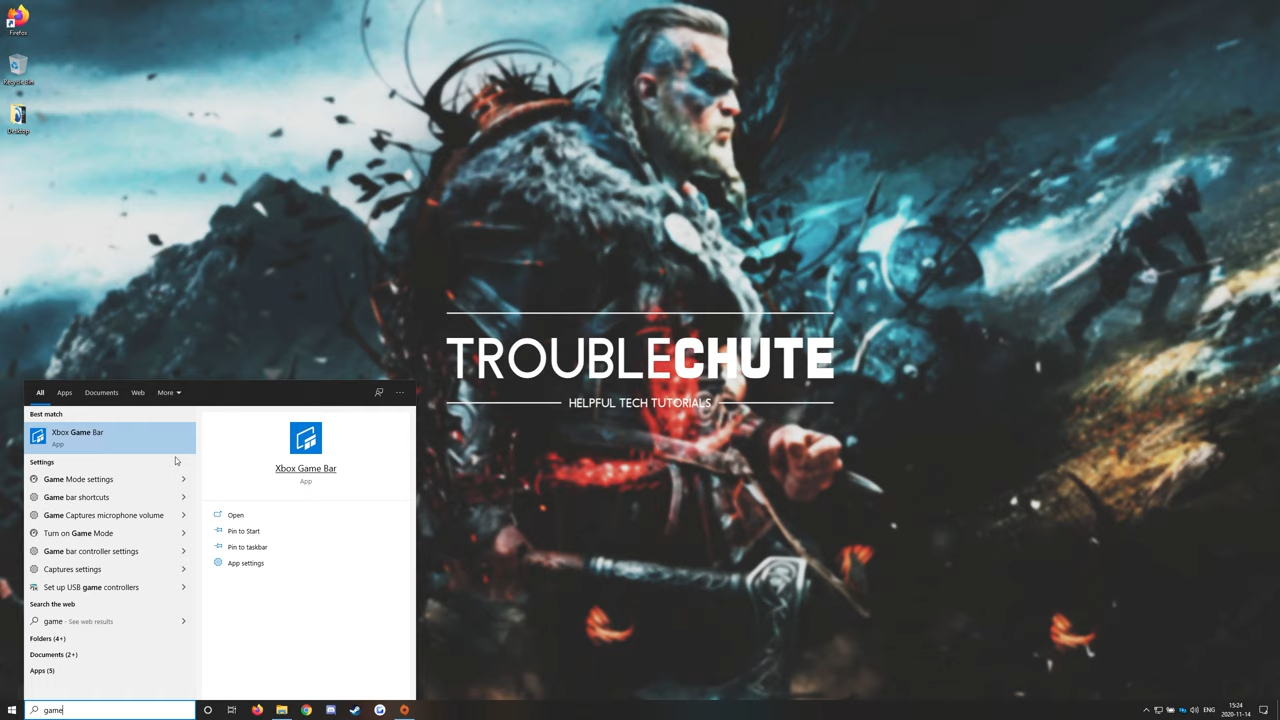 Firefox
Recycle Bin
Desktop
TROUBLECHUTE
HELPFUL TECH TUTORIALS
All Apps Documents Web More
Best match
Xbox Game Bar
App
Settings
Game Mode settings
Game bar shortcuts
Game Captures microphone volume
Turn on Game Mode
Game bar controller settings
Captures settings
Set up USB game controllers
Search the web
game - See web results
Folders (4+)
Documents (2+)
Apps (5)
Xbox Game Bar
App
Open
Pin to Start
Pin to taskbar
App settings
game
ENG
15:24
2020-11-14